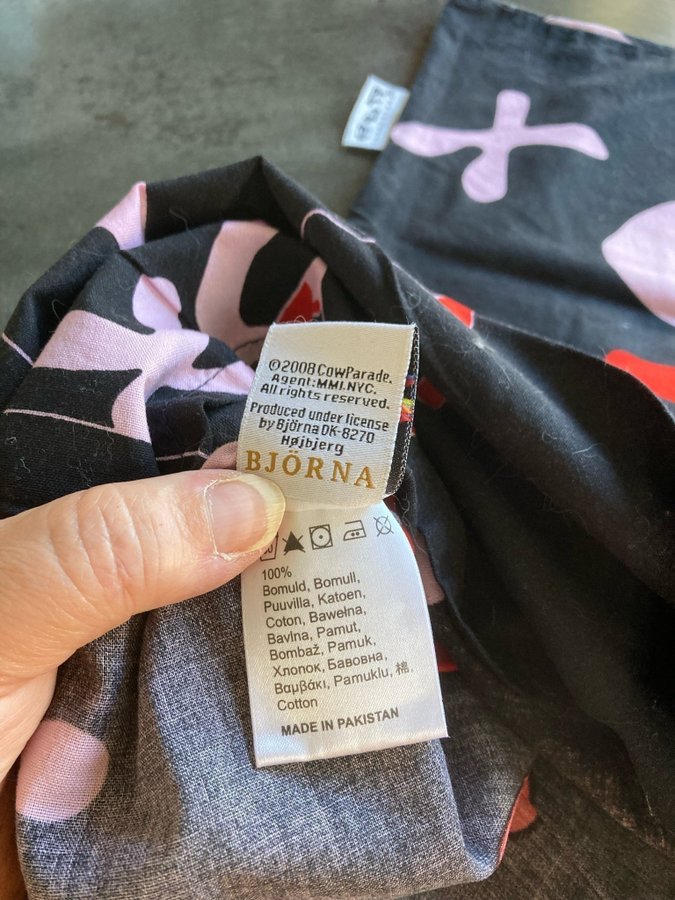 ©2008 CowParade.
Agent:MMI.NYC.
All rights reserved.
Produced under license
by Björna DK-8270
Højbjerg
BJÖRNA
100%
Bomuld, Bomull,
Puuvilla, Katoen,
Coton, Bawełna,
Bavlna, Pamut,
Bombaž, Pamuk,
Хлопок, Бавовна,
Βαμβάκι, Pamuklu, 棉,
Cotton
MADE IN PAKISTAN